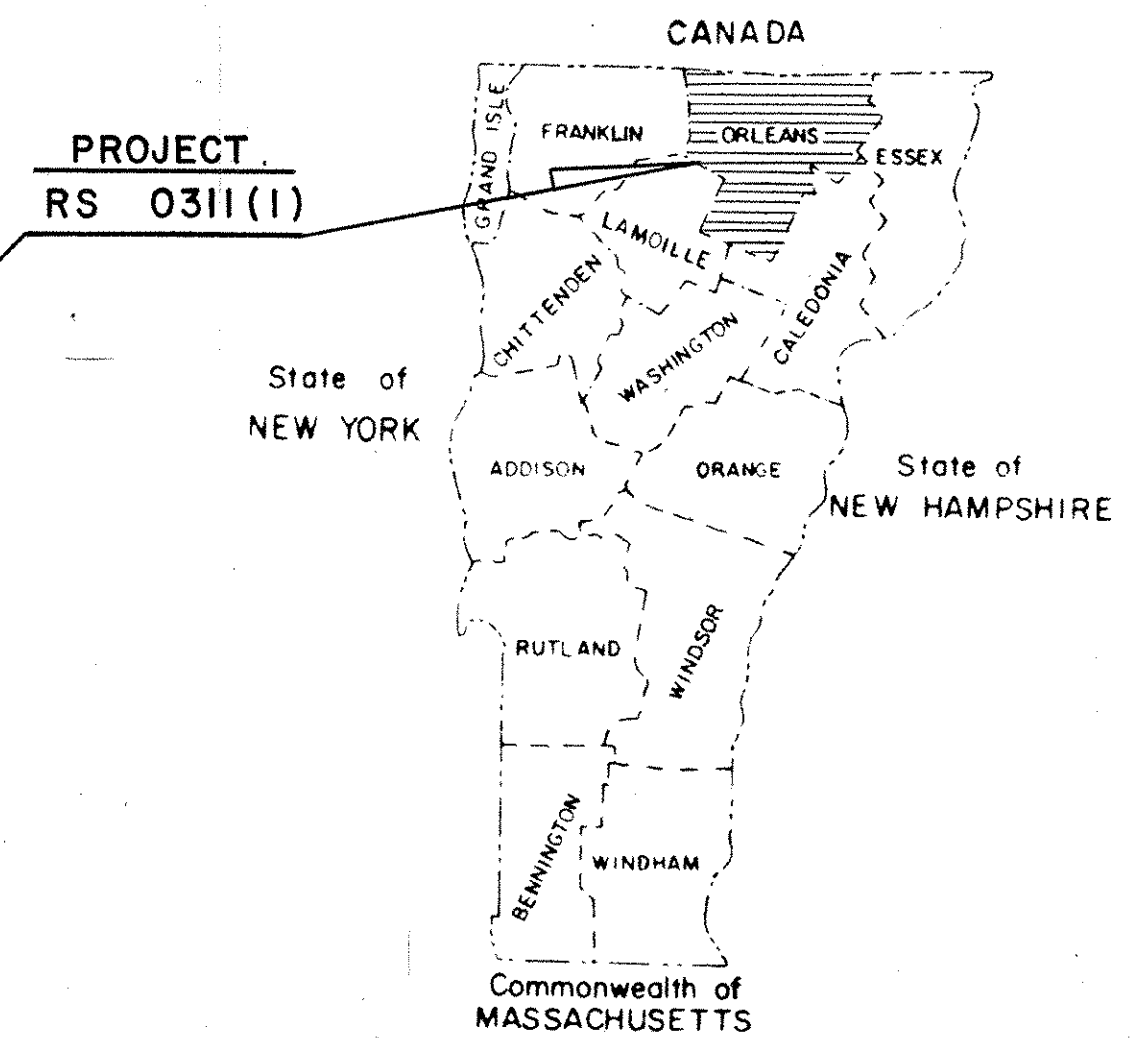 CANADA
PROJECT
RS 0311(1)
GRAND ISLE
FRANKLIN
ORLEANS
ESSEX
LAMOILLE
CHITTENDEN
CALEDONIA
WASHINGTON
State of
NEW YORK
ADDISON
ORANGE
State of
NEW HAMPSHIRE
RUTLAND
WINDSOR
BENNINGTON
WINDHAM
Commonwealth of
MASSACHUSETTS